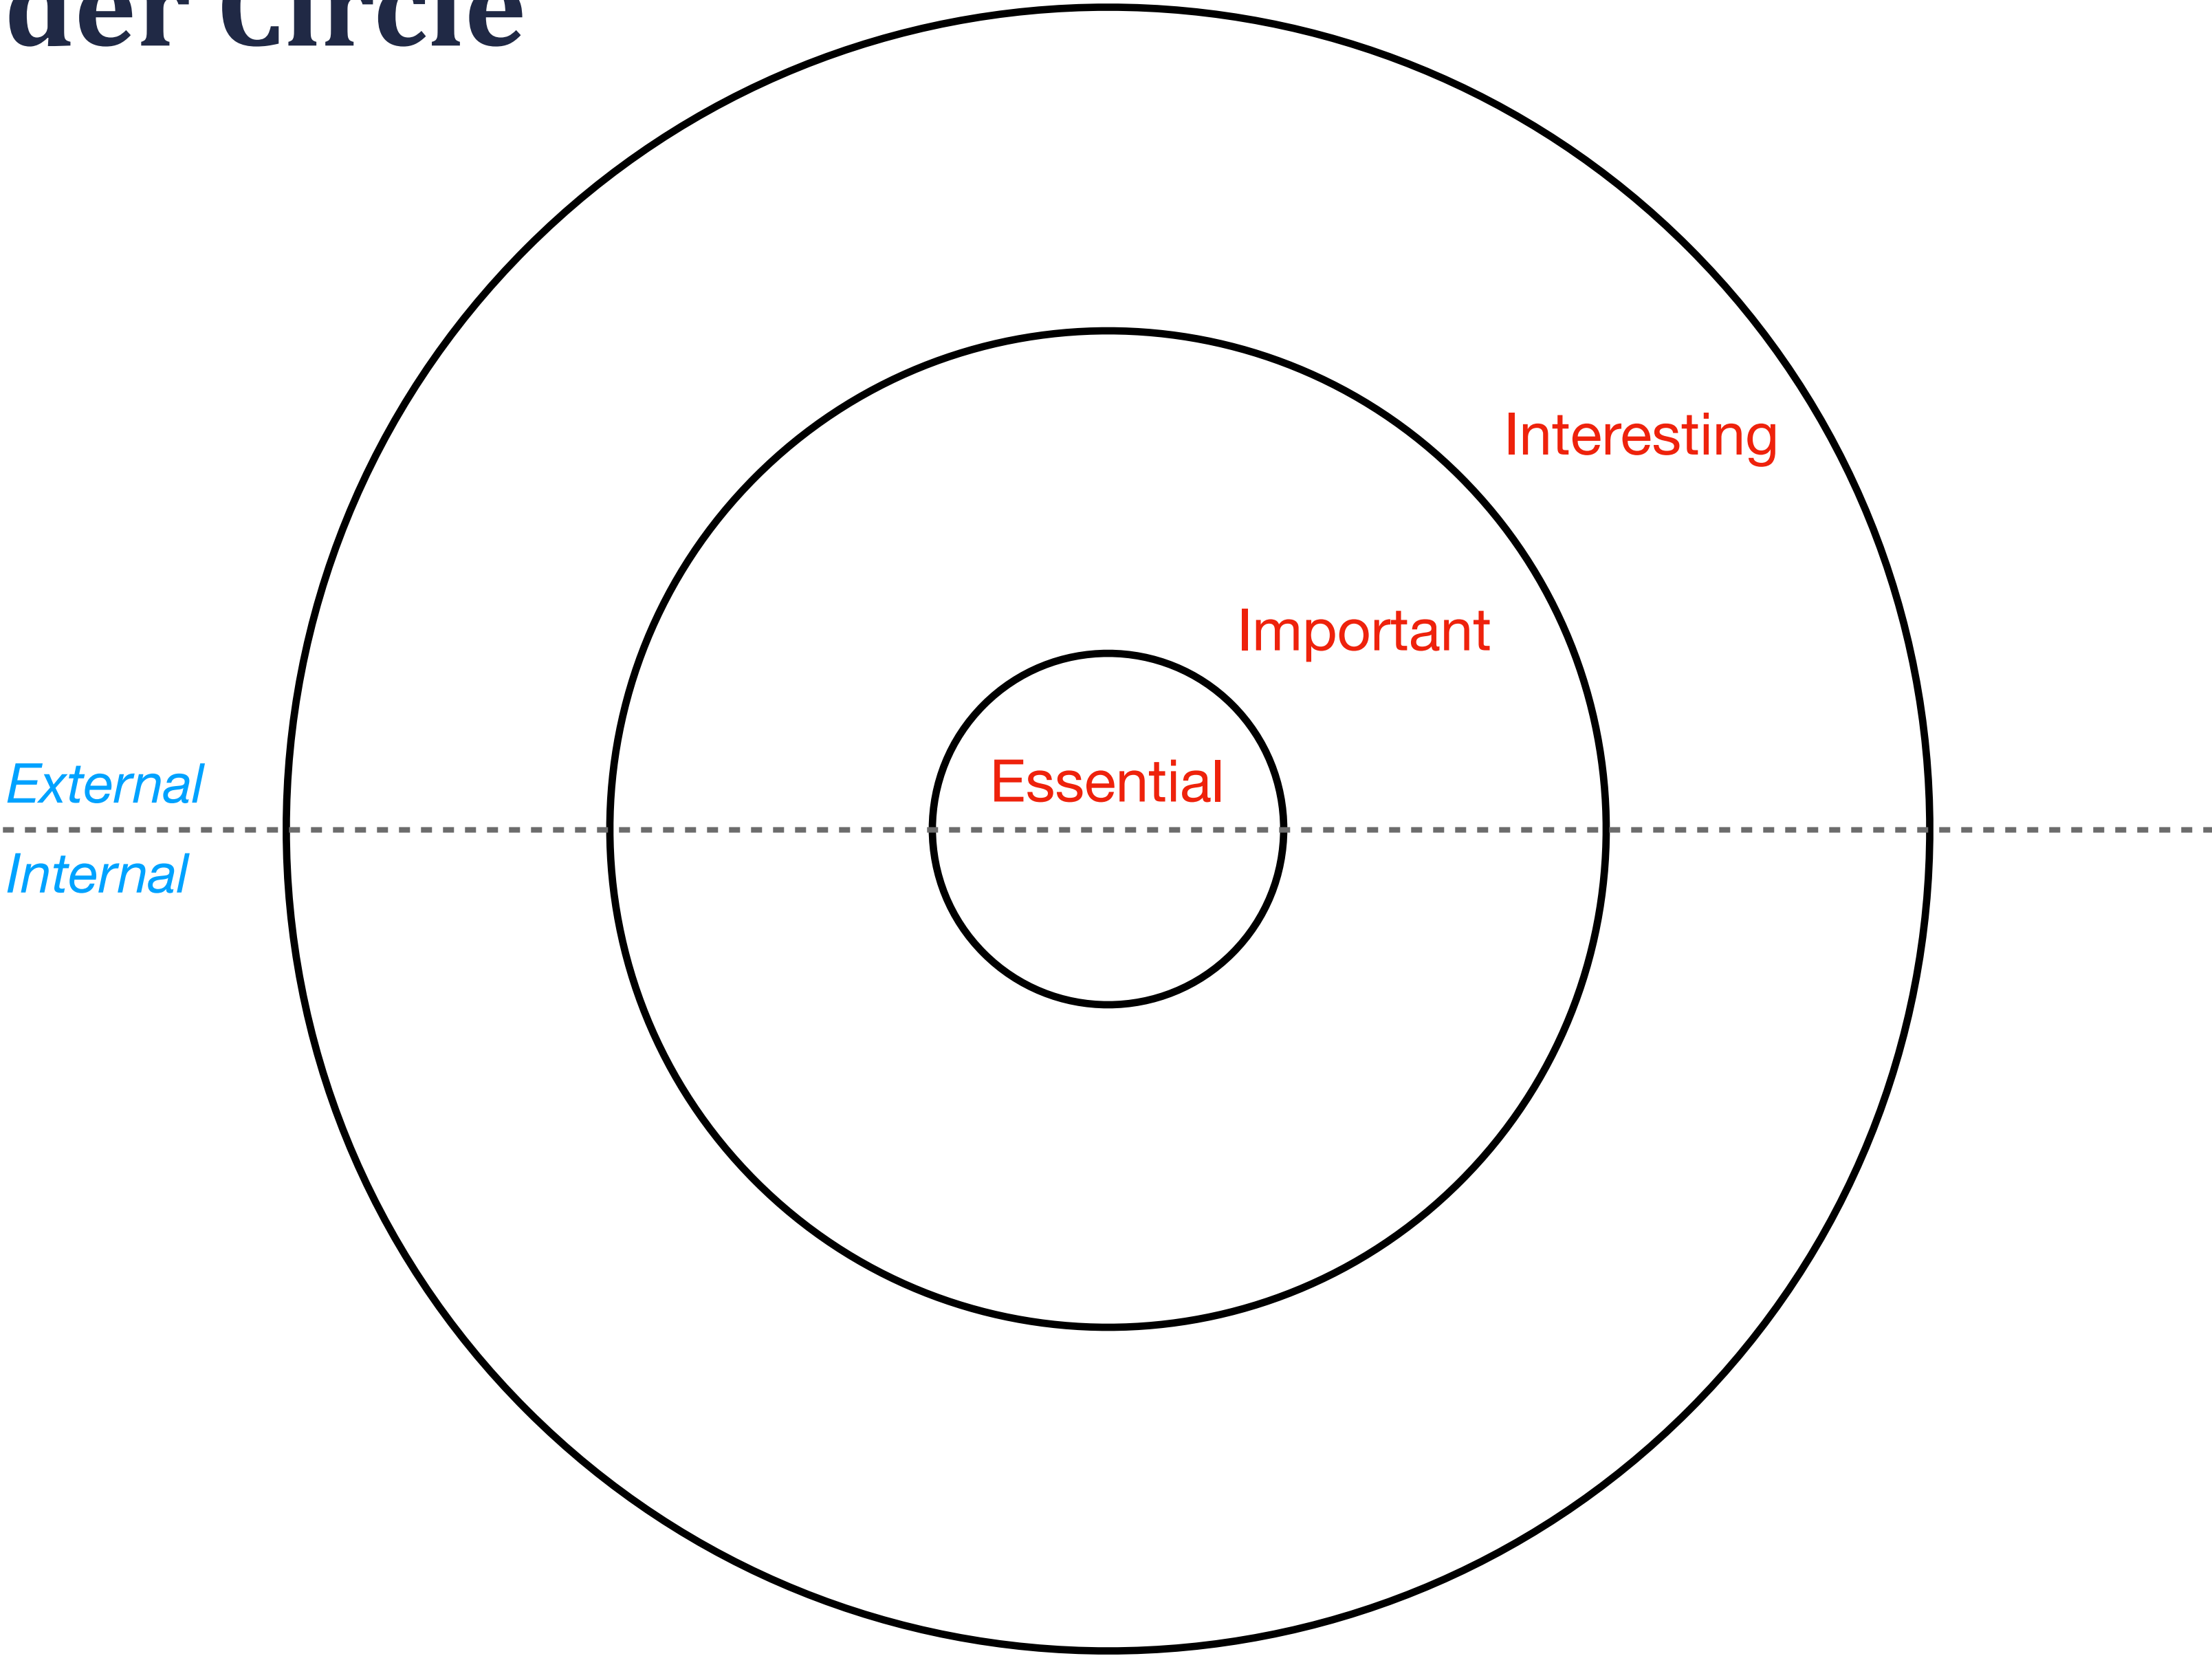 der Circle
Interesting
Important
Essential
External
Internal